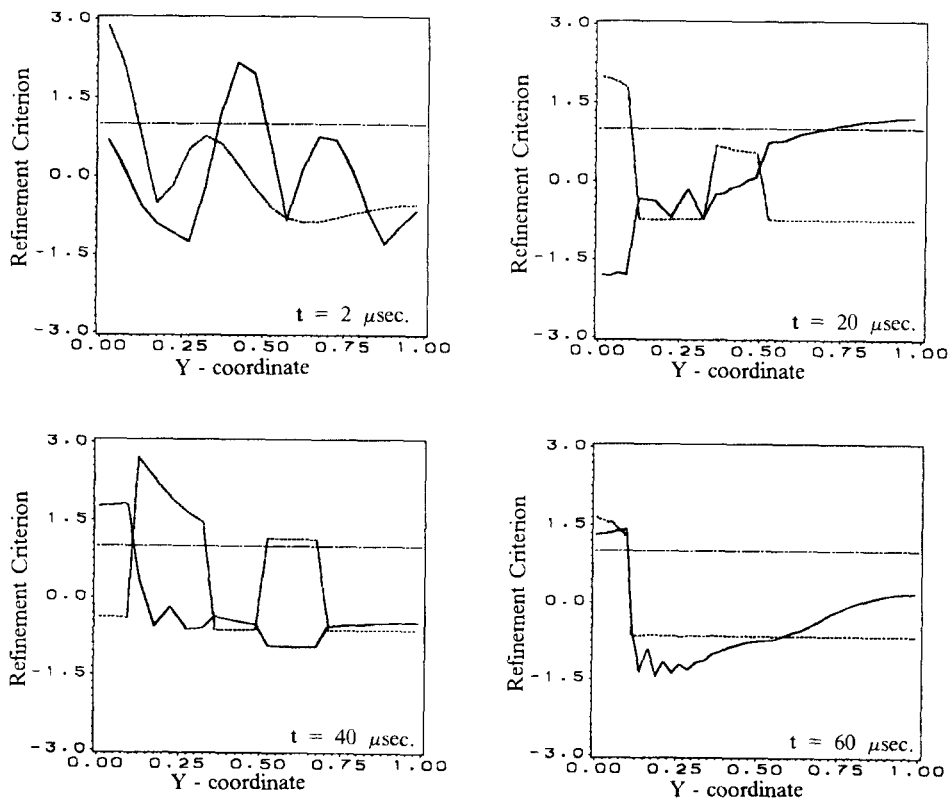 Refinement Criterion
3.0
1.5
0.0
-1.5
-3.0
t = 2 μsec.
0.00 0.25 0.50 0.75 1.00
Y - coordinate
Refinement Criterion
3.0
1.5
0.0
-1.5
-3.0
t = 20 μsec.
0.00 0.25 0.50 0.75 1.00
Y - coordinate
Refinement Criterion
3.0
1.5
0.0
-1.5
-3.0
t = 40 μsec.
0.00 0.25 0.50 0.75 1.00
Y - coordinate
Refinement Criterion
3.0
1.5
0.0
-1.5
-3.0
t = 60 μsec.
0.00 0.25 0.50 0.75 1.00
Y - coordinate